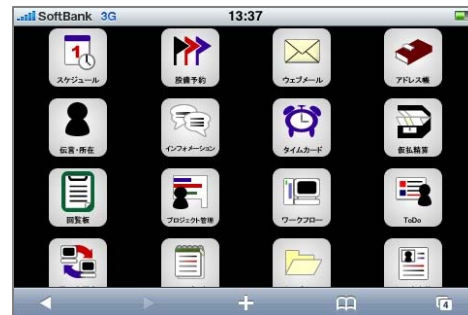 SoftBank 3G 13:37
1
スケジュール 設備予約 ウェブメール アドレス帳
伝言・所在 インフォメーション タイムカード 仮払精算
回覧板 プロジェクト管理 ワークフロー ToDo
4